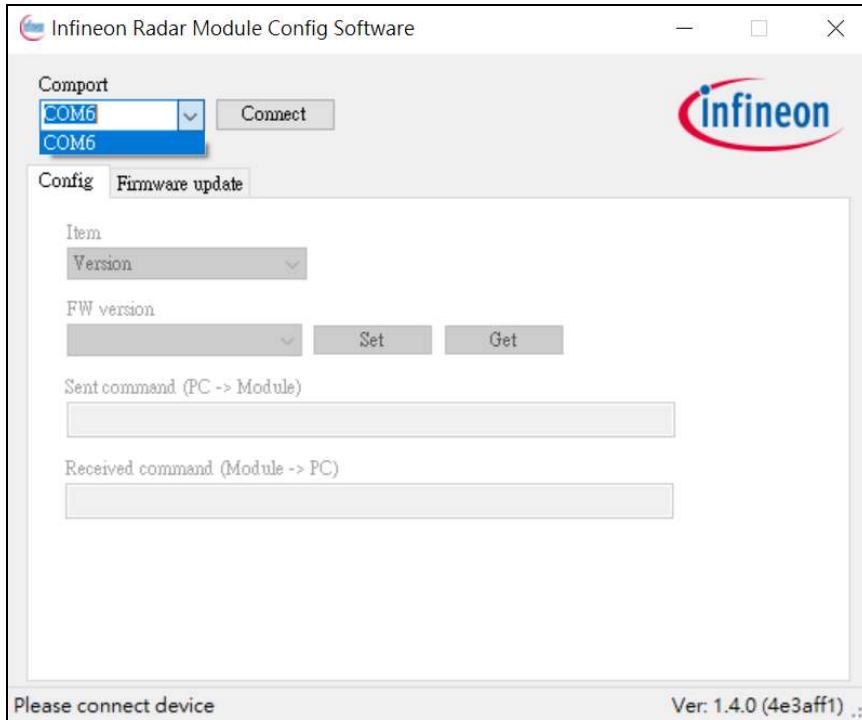 Infineon Radar Module Config Software
Comport
COM6
Connect
COM6
infineon
Config
Firmware update
Item
Version
FW version
Set
Get
Sent command (PC -> Module)
Received command (Module -> PC)
Please connect device
Ver: 1.4.0 (4e3aff1)